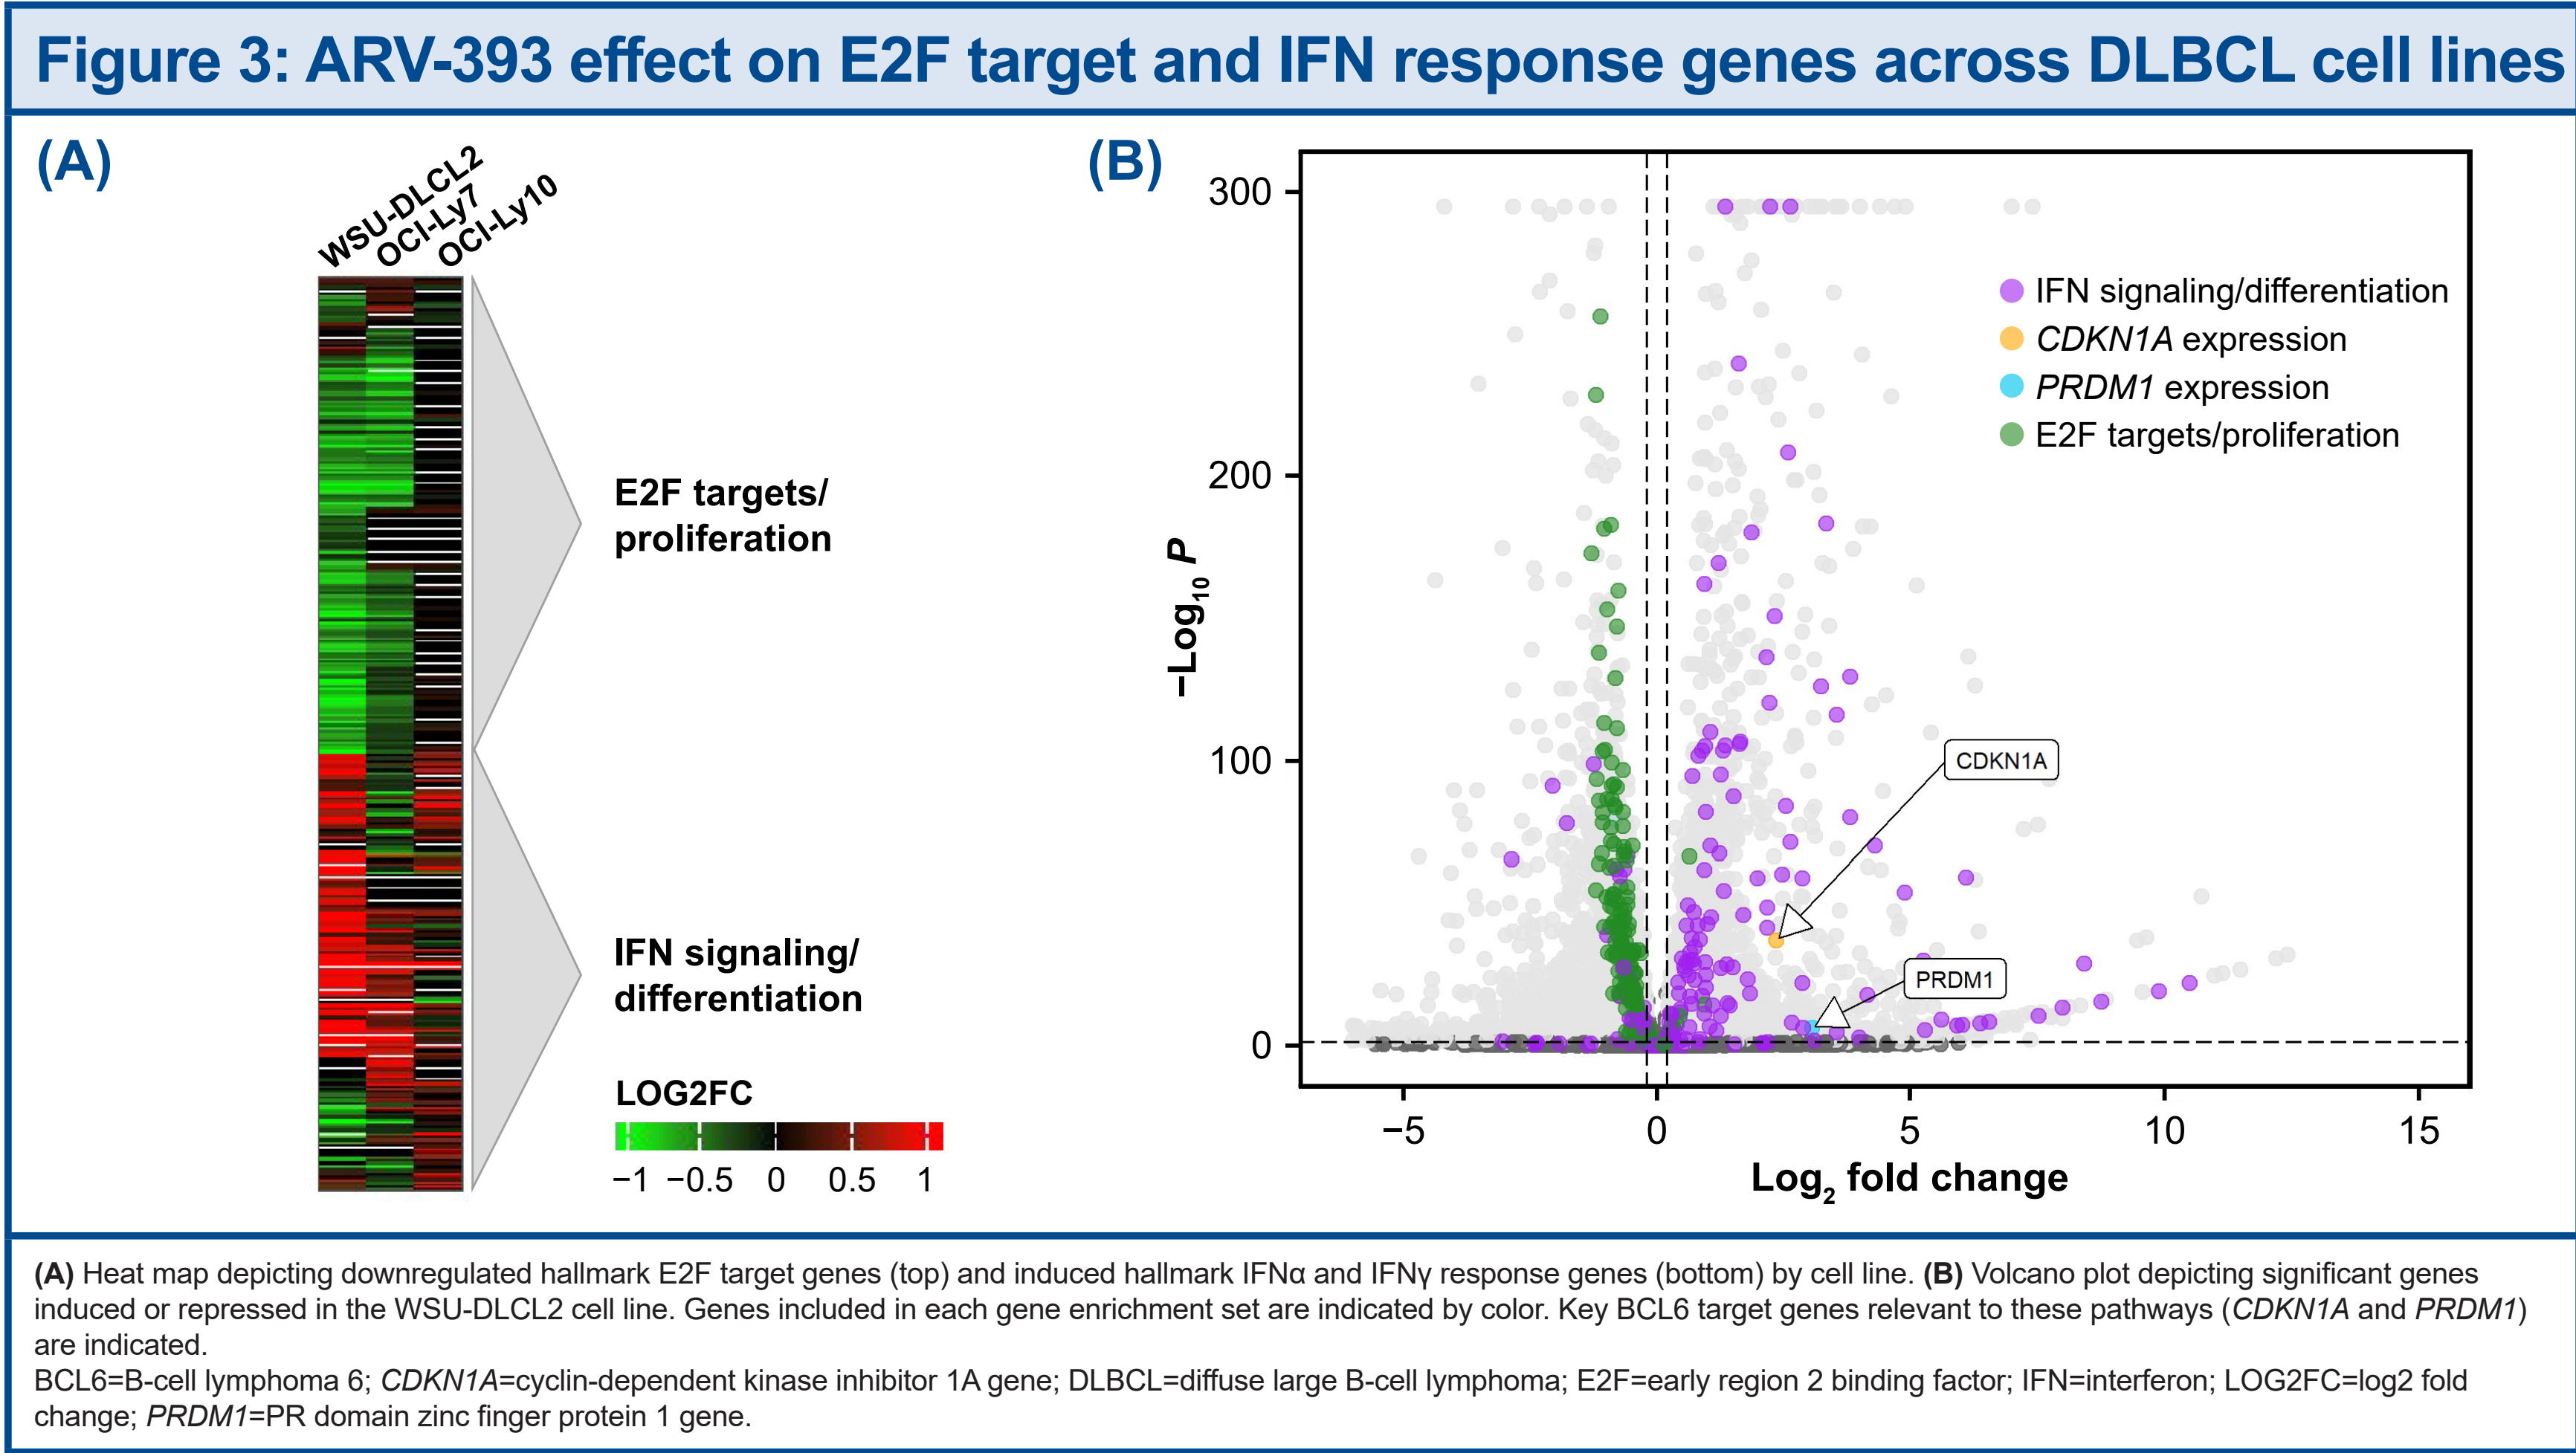 Figure 3: ARV-393 effect on E2F target and IFN response genes across DLBCL cell lines
(A)
WSU-DLCL2
OCI-Ly7
OCI-Ly10
E2F targets/
proliferation
IFN signaling/
differentiation
LOG2FC
−1 −0.5 0 0.5 1
(B)
300
200
100
0
−Log10 P
IFN signaling/differentiation
CDKN1A expression
PRDM1 expression
E2F targets/proliferation
CDKN1A
PRDM1
−5 0 5 10 15
Log2 fold change
(A) Heat map depicting downregulated hallmark E2F target genes (top) and induced hallmark IFNα and IFNγ response genes (bottom) by cell line. (B) Volcano plot depicting significant genes
induced or repressed in the WSU-DLCL2 cell line. Genes included in each gene enrichment set are indicated by color. Key BCL6 target genes relevant to these pathways (CDKN1A and PRDM1)
are indicated.
BCL6=B-cell lymphoma 6; CDKN1A=cyclin-dependent kinase inhibitor 1A gene; DLBCL=diffuse large B-cell lymphoma; E2F=early region 2 binding factor; IFN=interferon; LOG2FC=log2 fold
change; PRDM1=PR domain zinc finger protein 1 gene.